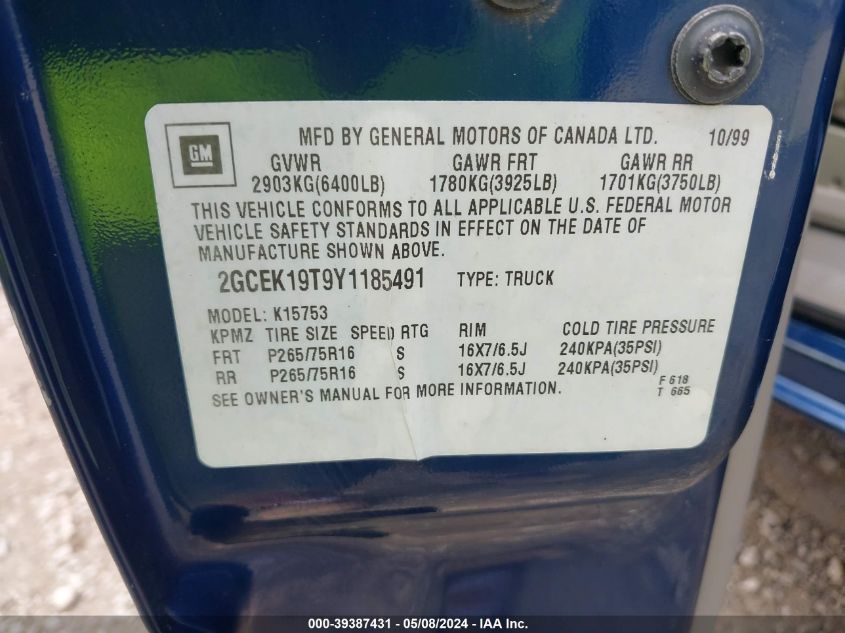 GM
MFD BY GENERAL MOTORS OF CANADA LTD. 10/99
GVWR GAWR FRT GAWR RR
2903KG(6400LB) 1780KG(3925LB) 1701KG(3750LB)
THIS VEHICLE CONFORMS TO ALL APPLICABLE U.S. FEDERAL MOTOR
VEHICLE SAFETY STANDARDS IN EFFECT ON THE DATE OF
MANUFACTURE SHOWN ABOVE.
2GCEK19T9Y1185491 TYPE: TRUCK
MODEL: K15753
KPMZ TIRE SIZE SPEED RTG RIM COLD TIRE PRESSURE
FRT P265/75R16 S 16X7/6.5J 240KPA(35PSI)
RR P265/75R16 S 16X7/6.5J 240KPA(35PSI)
SEE OWNER'S MANUAL FOR MORE INFORMATION.
F 618
T 665
000-39387431 - 05/08/2024 - IAA Inc.